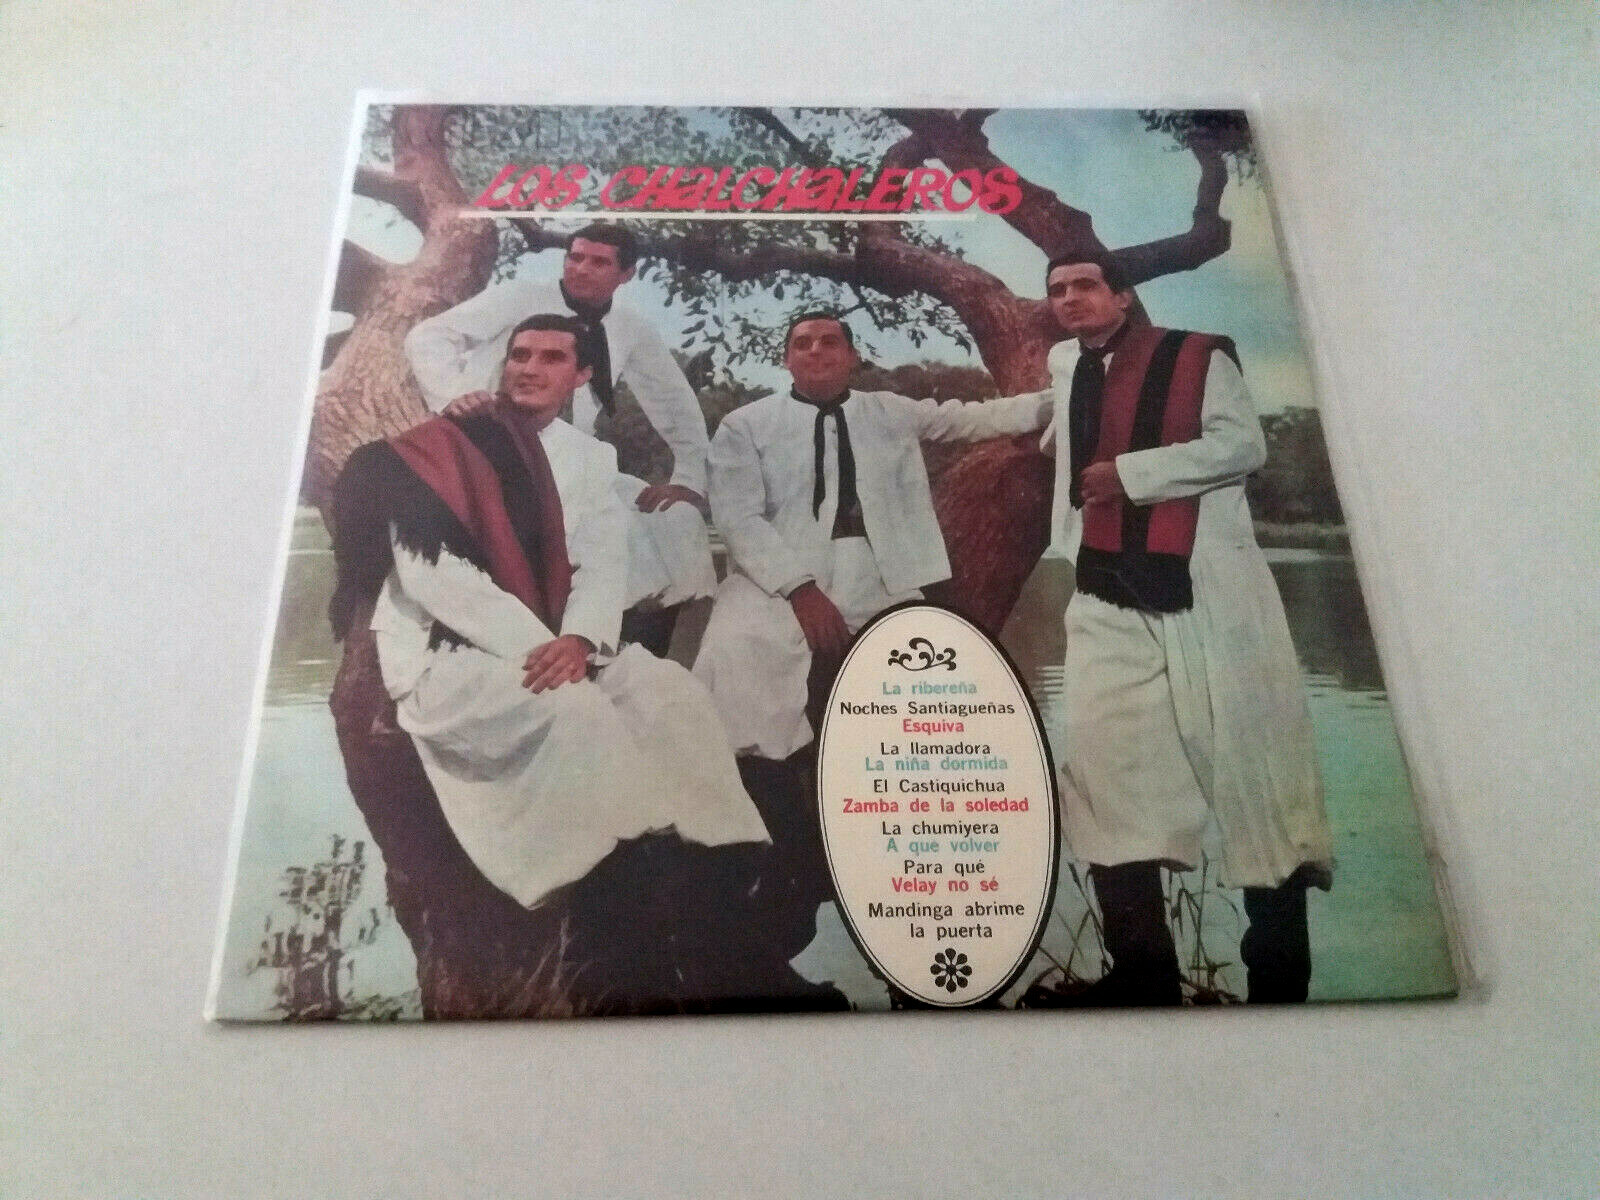 LOS CHALCHALEROS
La ribereña
Noches Santiagueñas
Esquiva
La llamadora
La niña dormida
El Castiquichua
Zamba de la soledad
La chumiyera
A que volver
Para qué
Velay no sé
Mandinga abrime
la puerta